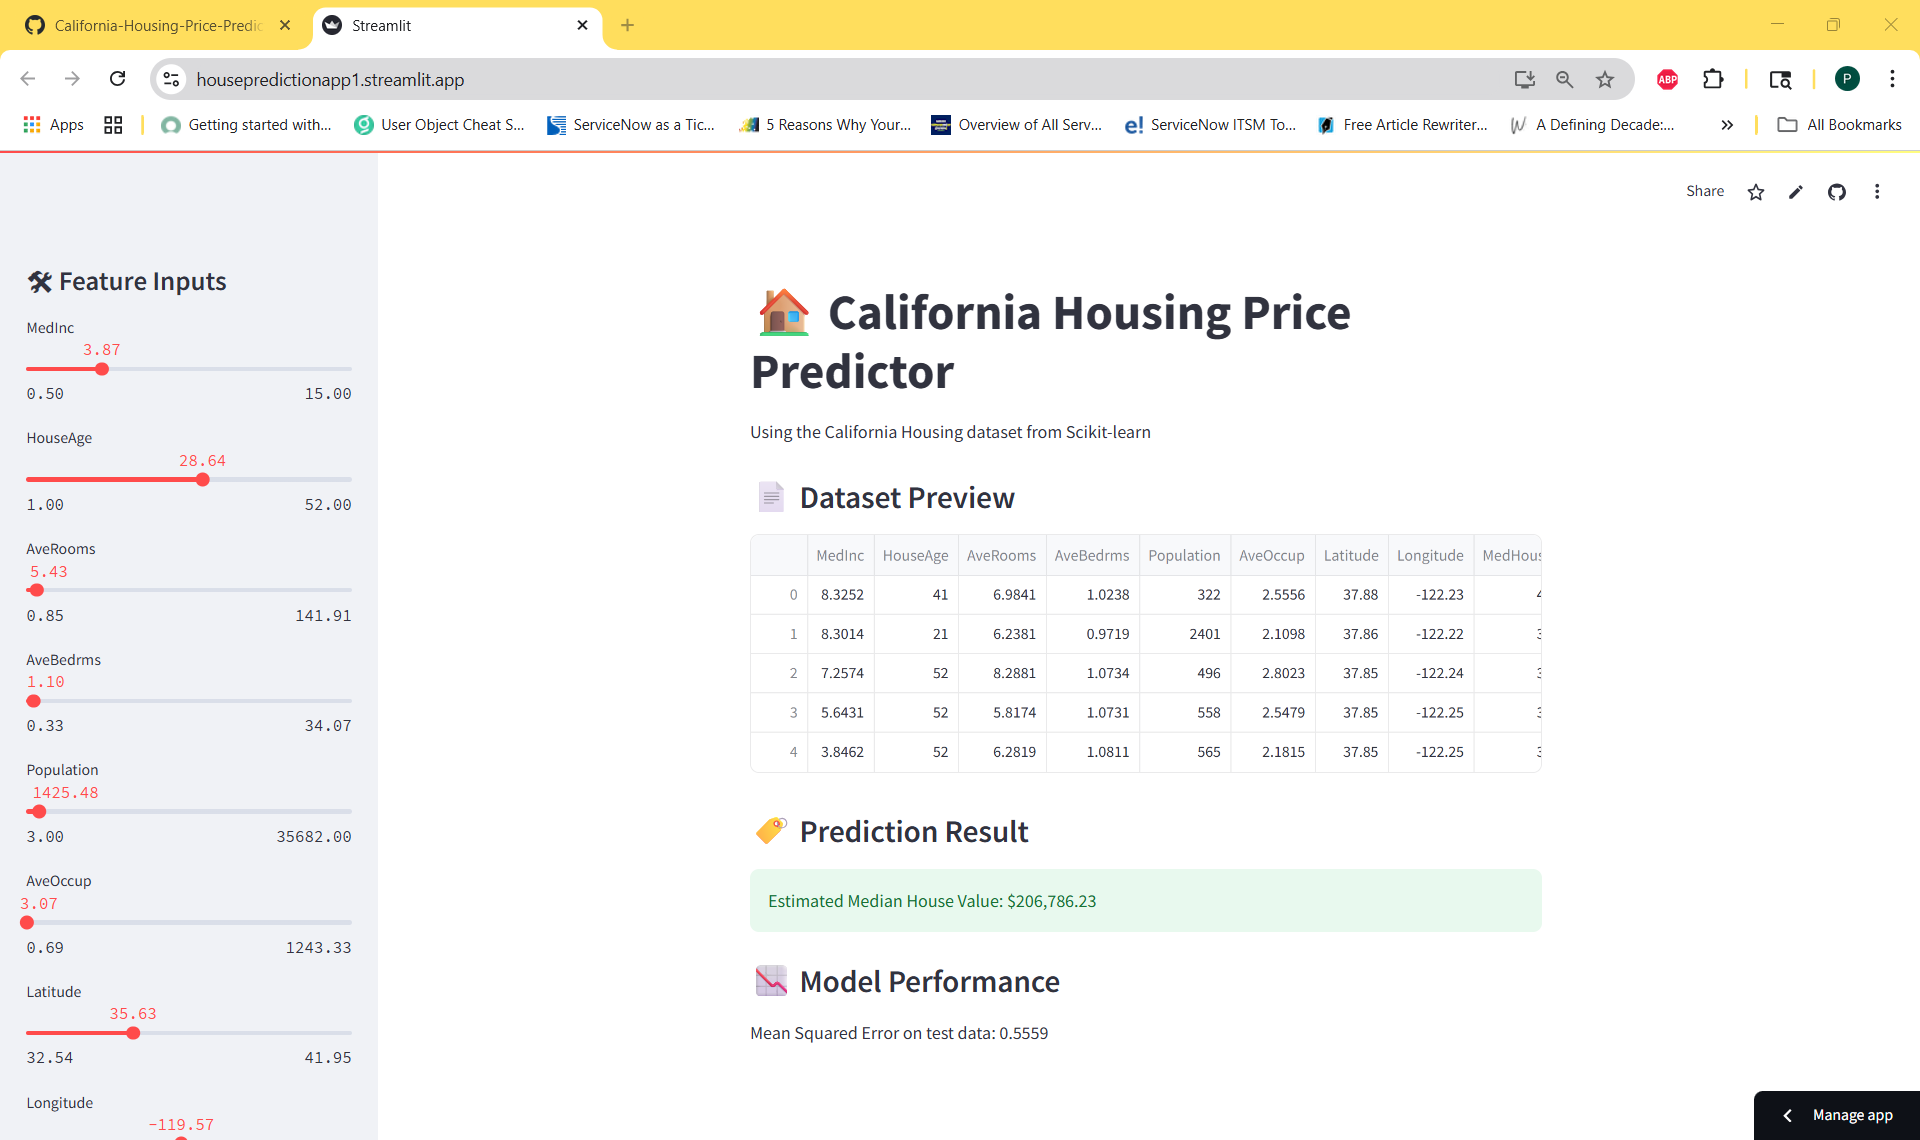 California-Housing-Price-Predic
Streamlit
housepredictionapp1.streamlit.app
ABP
P
Apps
Getting started with...
User Object Cheat S...
ServiceNow as a Tic...
5 Reasons Why Your...
Overview of All Serv...
e!
ServiceNow ITSM To...
Free Article Rewriter...
A Defining Decade:...
All Bookmarks
Share
Feature Inputs
MedInc
3.87
0.50 15.00
HouseAge
28.64
1.00 52.00
AveRooms
5.43
0.85 141.91
AveBedrms
1.10
0.33 34.07
Population
1425.48
3.00 35682.00
AveOccup
3.07
0.69 1243.33
Latitude
35.63
32.54 41.95
Longitude
-119.57
California Housing Price
Predictor
Using the California Housing dataset from Scikit-learn
Dataset Preview
MedInc HouseAge AveRooms AveBedrms Population AveOccup Latitude Longitude MedHous
0 8.3252 41 6.9841 1.0238 322 2.5556 37.88 -122.23
1 8.3014 21 6.2381 0.9719 2401 2.1098 37.86 -122.22
2 7.2574 52 8.2881 1.0734 496 2.8023 37.85 -122.24
3 5.6431 52 5.8174 1.0731 558 2.5479 37.85 -122.25
4 3.8462 52 6.2819 1.0811 565 2.1815 37.85 -122.25
Prediction Result
Estimated Median House Value: $206,786.23
Model Performance
Mean Squared Error on test data: 0.5559
Manage app